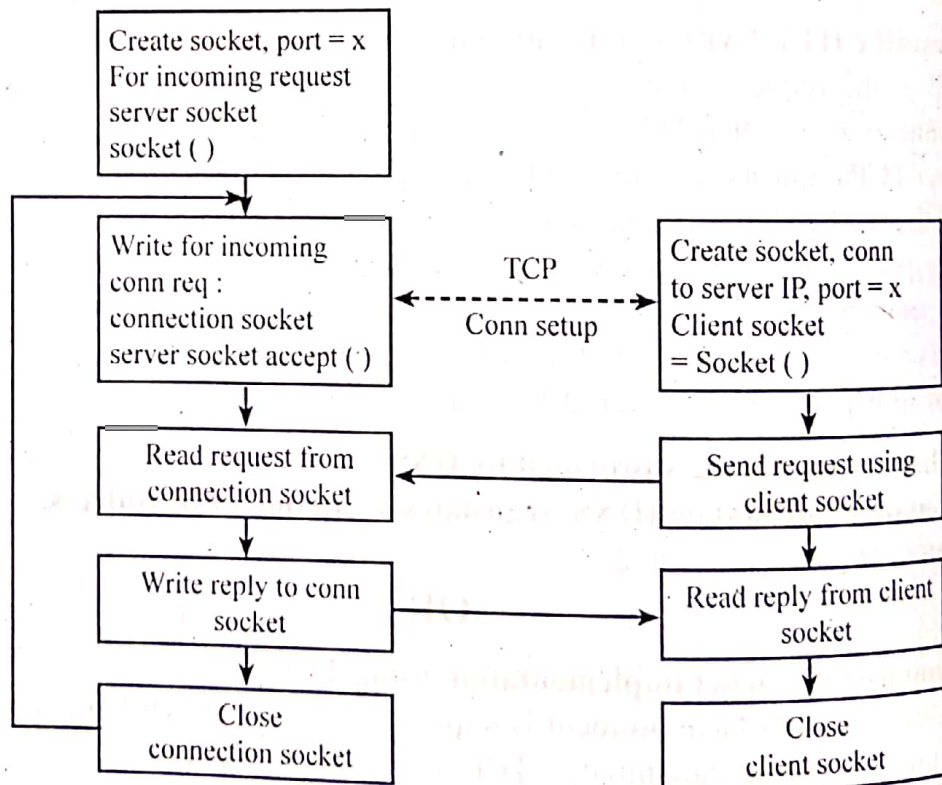 Create socket, port = x
For incoming request
server socket
socket ( )
Write for incoming
conn req :
connection socket
server socket accept ( )
TCP
Conn setup
Create socket, conn
to server IP, port = x
Client socket
= Socket ( )
Read request from
connection socket
Send request using
client socket
Write reply to conn
socket
Read reply from client
socket
Close
connection socket
Close
client socket